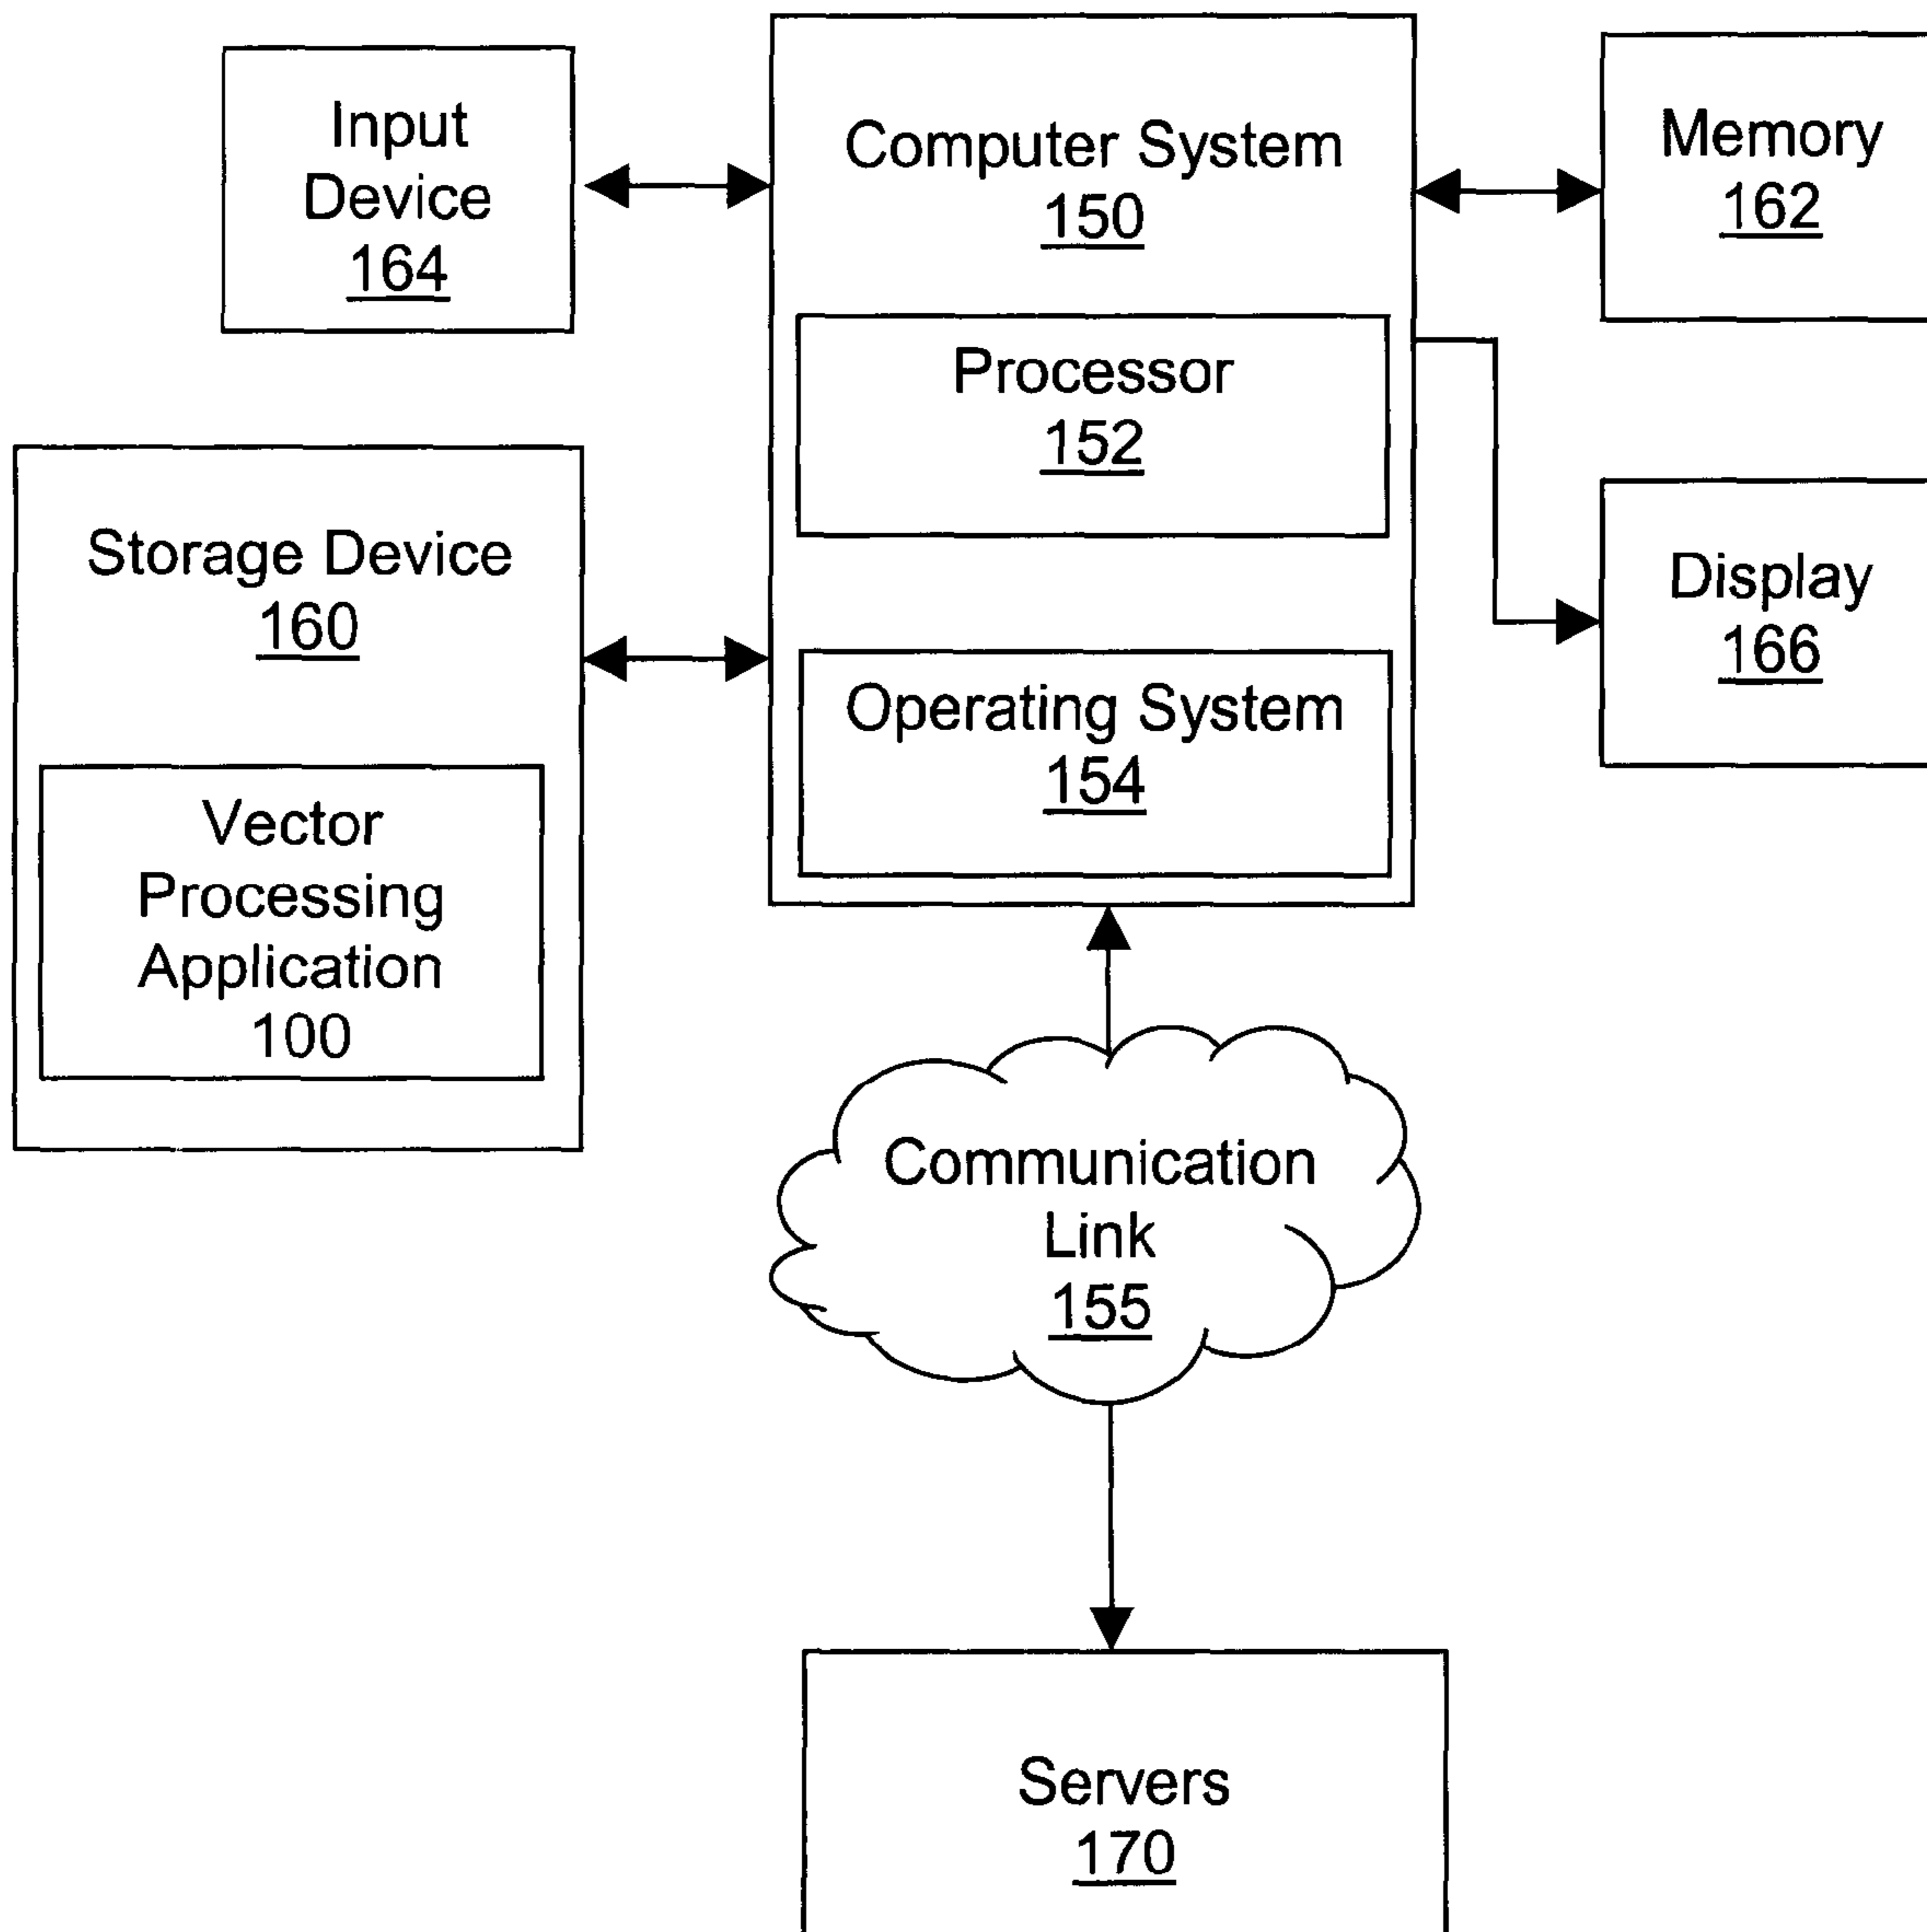 Input
Device
164
Computer System
150
Memory
162
Processor
152
Storage Device
160
Display
166
Operating System
154
Vector
Processing
Application
100
Communication
Link
155
Servers
170